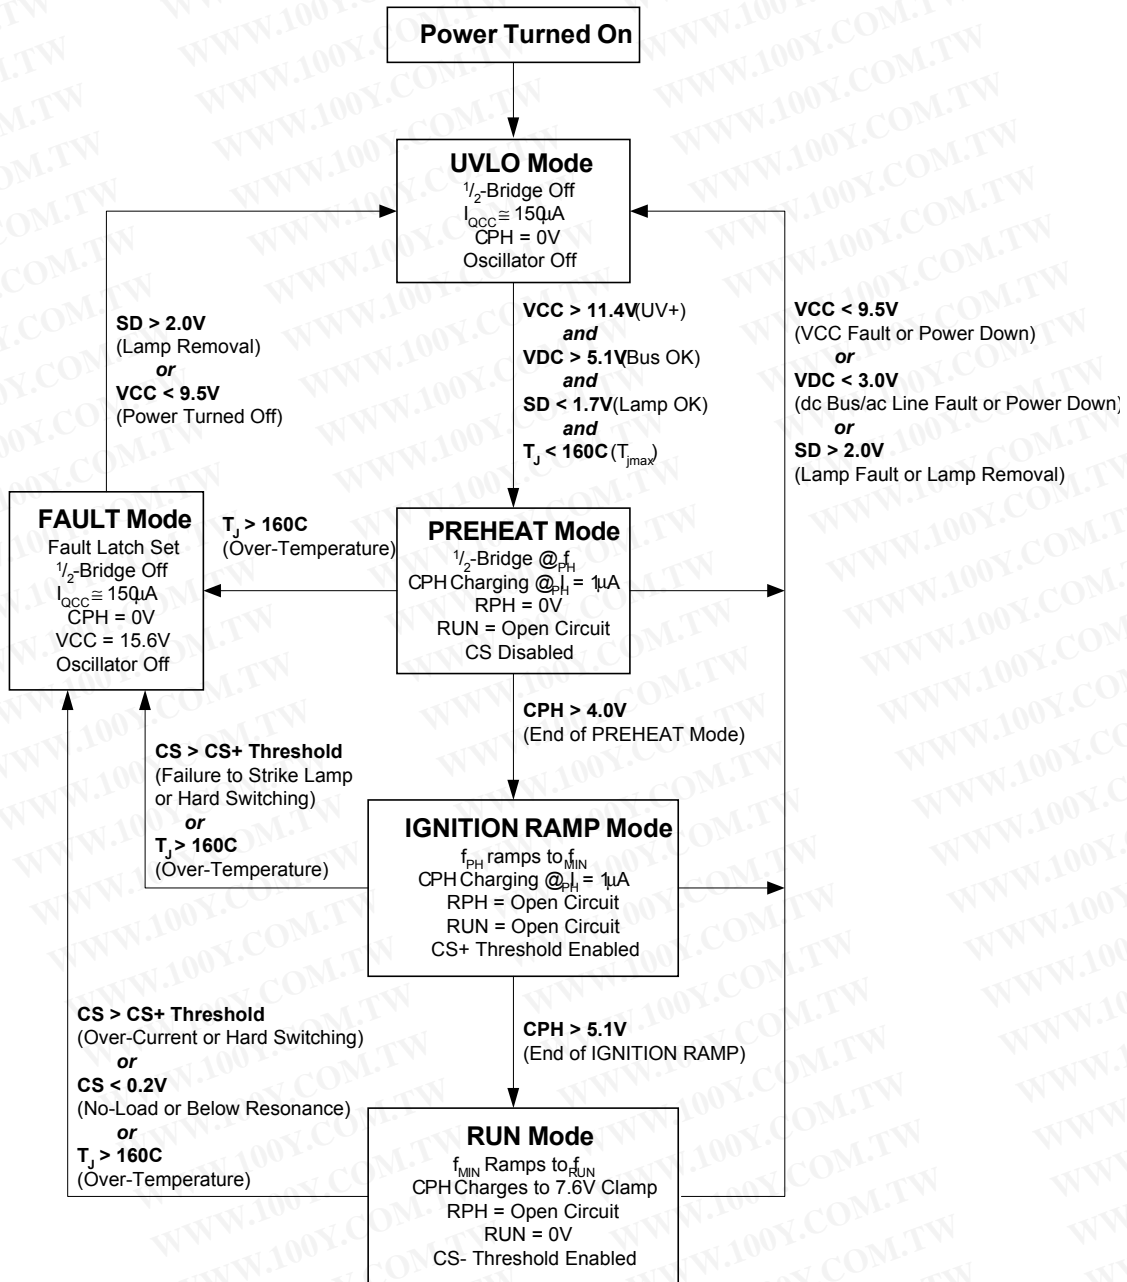 Power Turned On
UVLO Mode
1/2-Bridge Off
IQCC ≅ 150µA
CPH = 0V
Oscillator Off
SD > 2.0V
(Lamp Removal)
or
VCC < 9.5V
(Power Turned Off)
VCC > 11.4V(UV+)
and
VDC > 5.1V(Bus OK)
and
SD < 1.7V(Lamp OK)
and
TJ < 160C (Tjmax)
VCC < 9.5V
(VCC Fault or Power Down)
or
VDC < 3.0V
(dc Bus/ac Line Fault or Power Down)
or
SD > 2.0V
(Lamp Fault or Lamp Removal)
FAULT Mode
Fault Latch Set
1/2-Bridge Off
IQCC ≅ 150µA
CPH = 0V
VCC = 15.6V
Oscillator Off
TJ > 160C
(Over-Temperature)
PREHEAT Mode
1/2-Bridge @ fPH
CPH Charging @ IPH = 1µA
RPH = 0V
RUN = Open Circuit
CS Disabled
CPH > 4.0V
(End of PREHEAT Mode)
CS > CS+ Threshold
(Failure to Strike Lamp
or Hard Switching)
or
TJ > 160C
(Over-Temperature)
IGNITION RAMP Mode
fPH ramps to fMIN
CPH Charging @ IPH = 1µA
RPH = Open Circuit
RUN = Open Circuit
CS+ Threshold Enabled
CPH > 5.1V
(End of IGNITION RAMP)
CS > CS+ Threshold
(Over-Current or Hard Switching)
or
CS < 0.2V
(No-Load or Below Resonance)
or
TJ > 160C
(Over-Temperature)
RUN Mode
fMIN Ramps to fRUN
CPH Charges to 7.6V Clamp
RPH = Open Circuit
RUN = 0V
CS- Threshold Enabled
WWW.100Y.COM.TW